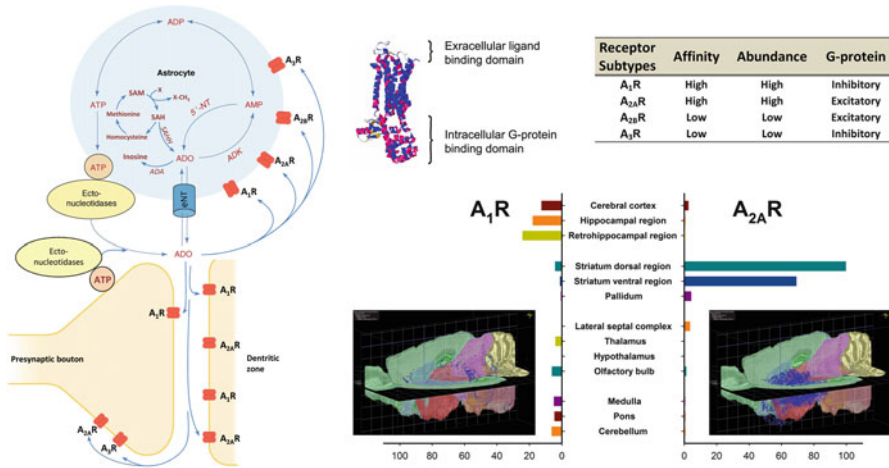 ADP
Astrocyte
SAM
X
X-CH₃
ATP
Methionine
SAH
5'-NT
AMP
Homocysteine
SAHH
Inosine
ADO
ADK
ADA
ATP
Ecto-
nucleotidases
eNT
A₃R
A₂BR
A₂AR
A₁R
ADO
Ecto-
nucleotidases
ATP
A₁R
A₁R
A₂AR
Presynaptic bouton
Dentritic
zone
A₁R
A₂AR
A₂AR
A₃R
Exracellular ligand
binding domain
Intracellular G-protein
binding domain
Receptor Subtypes Affinity Abundance G-protein
A₁R High High Inhibitory
A₂AR High High Excitatory
A₂BR Low Low Excitatory
A₃R Low Low Inhibitory
A₁R
A₂AR
Cerebral cortex
Hippocampal region
Retrohippocampal region
Striatum dorsal region
Striatum ventral region
Pallidum
Lateral septal complex
Thalamus
Hypothalamus
Olfactory bulb
Medulla
Pons
Cerebellum
100 80 60 40 20 0
0 20 40 60 80 100